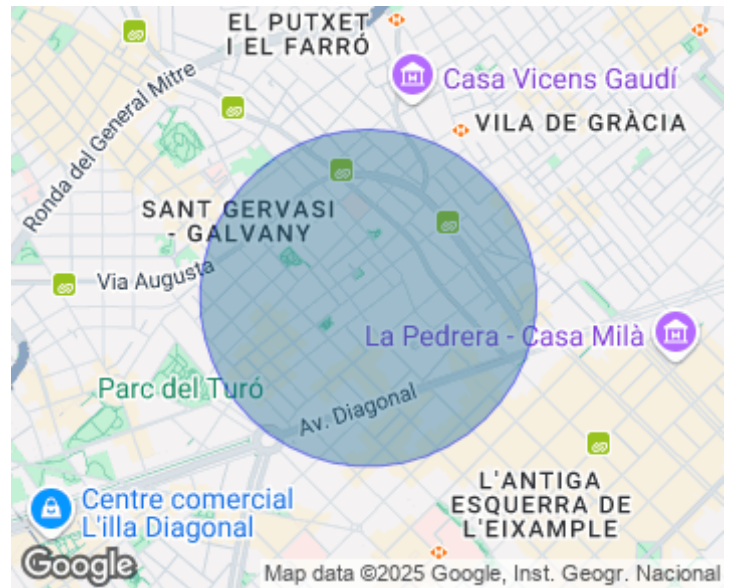 EL PUTXET
I EL FARRÓ
Casa Vicens Gaudí
Ronda del General Mitre
VILA DE GRÀCIA
SANT GERVASI
- GALVANY
Via Augusta
La Pedrera - Casa Milà
Parc del Turó
Av. Diagonal
L'ANTIGA
ESQUERRA DE
L'EIXAMPLE
Centre comercial
L'illa Diagonal
Google
Map data ©2025 Google, Inst. Geogr. Nacional